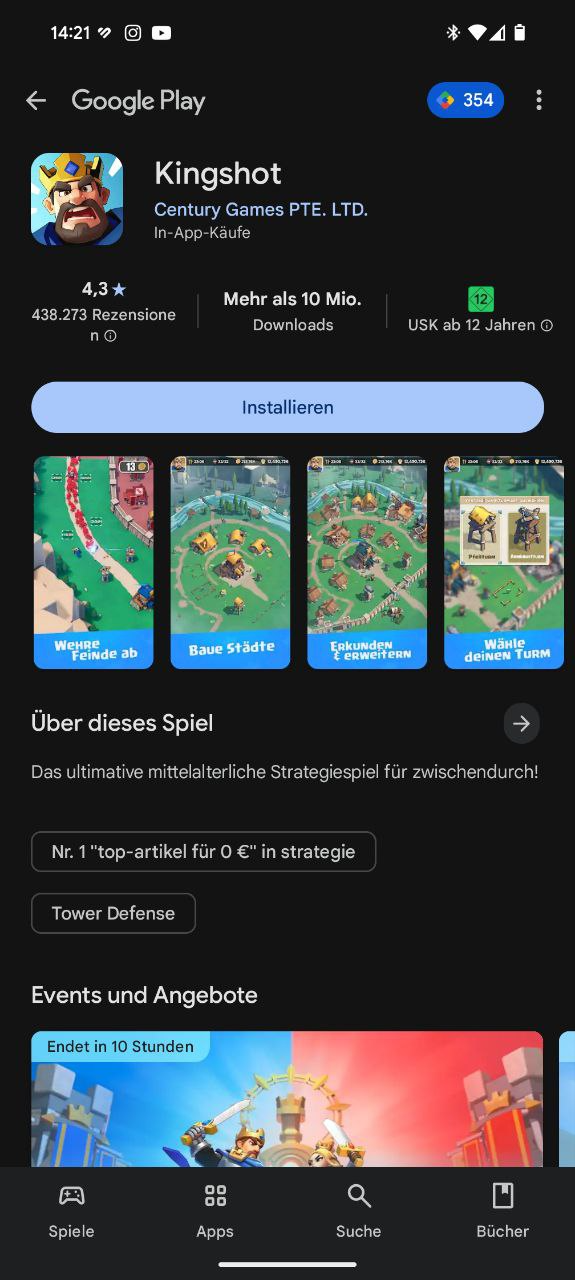 14:21
Google Play
354
Kingshot
Century Games PTE. LTD.
In-App-Käufe
4,3★
438.273 Rezensione
n
Mehr als 10 Mio.
Downloads
12
USK ab 12 Jahren
Installieren
13
Wehre
Feinde ab
Baue Städte
Erkunden
& erweitern
Pfeilturm
Wähle
deinen Turm
Über dieses Spiel
Das ultimative mittelalterliche Strategiespiel für zwischendurch!
Nr. 1 "top-artikel für 0 €" in strategie
Tower Defense
Events und Angebote
Endet in 10 Stunden
Spiele
Apps
Suche
Bücher